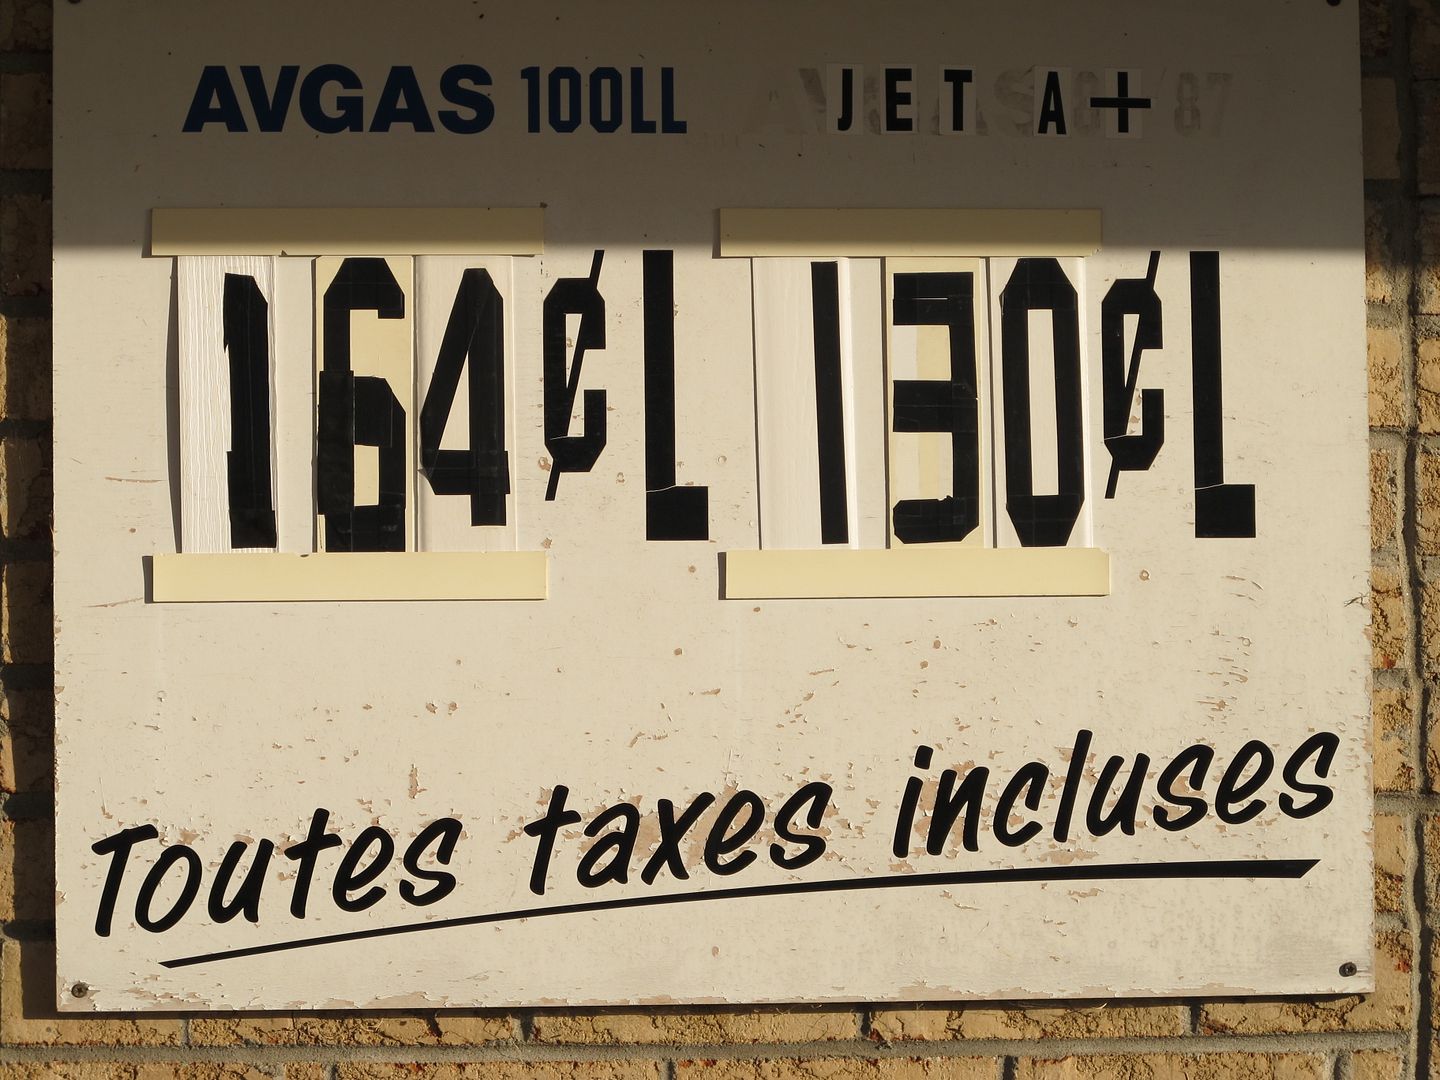 AVGAS 100LL JET A+
164¢L 130¢L
Toutes taxes incluses